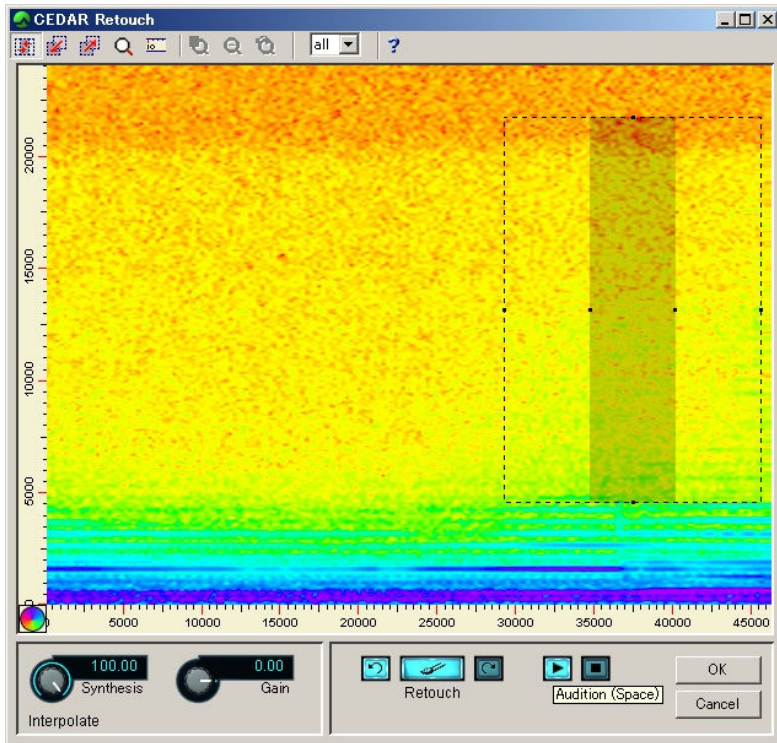 CEDAR Retouch
all
?
20000
15000
10000
5000
5000 10000 15000 20000 25000 30000 35000 40000 45000
100.00
Synthesis
0.00
Gain
Interpolate
Retouch
Audition (Space)
OK
Cancel